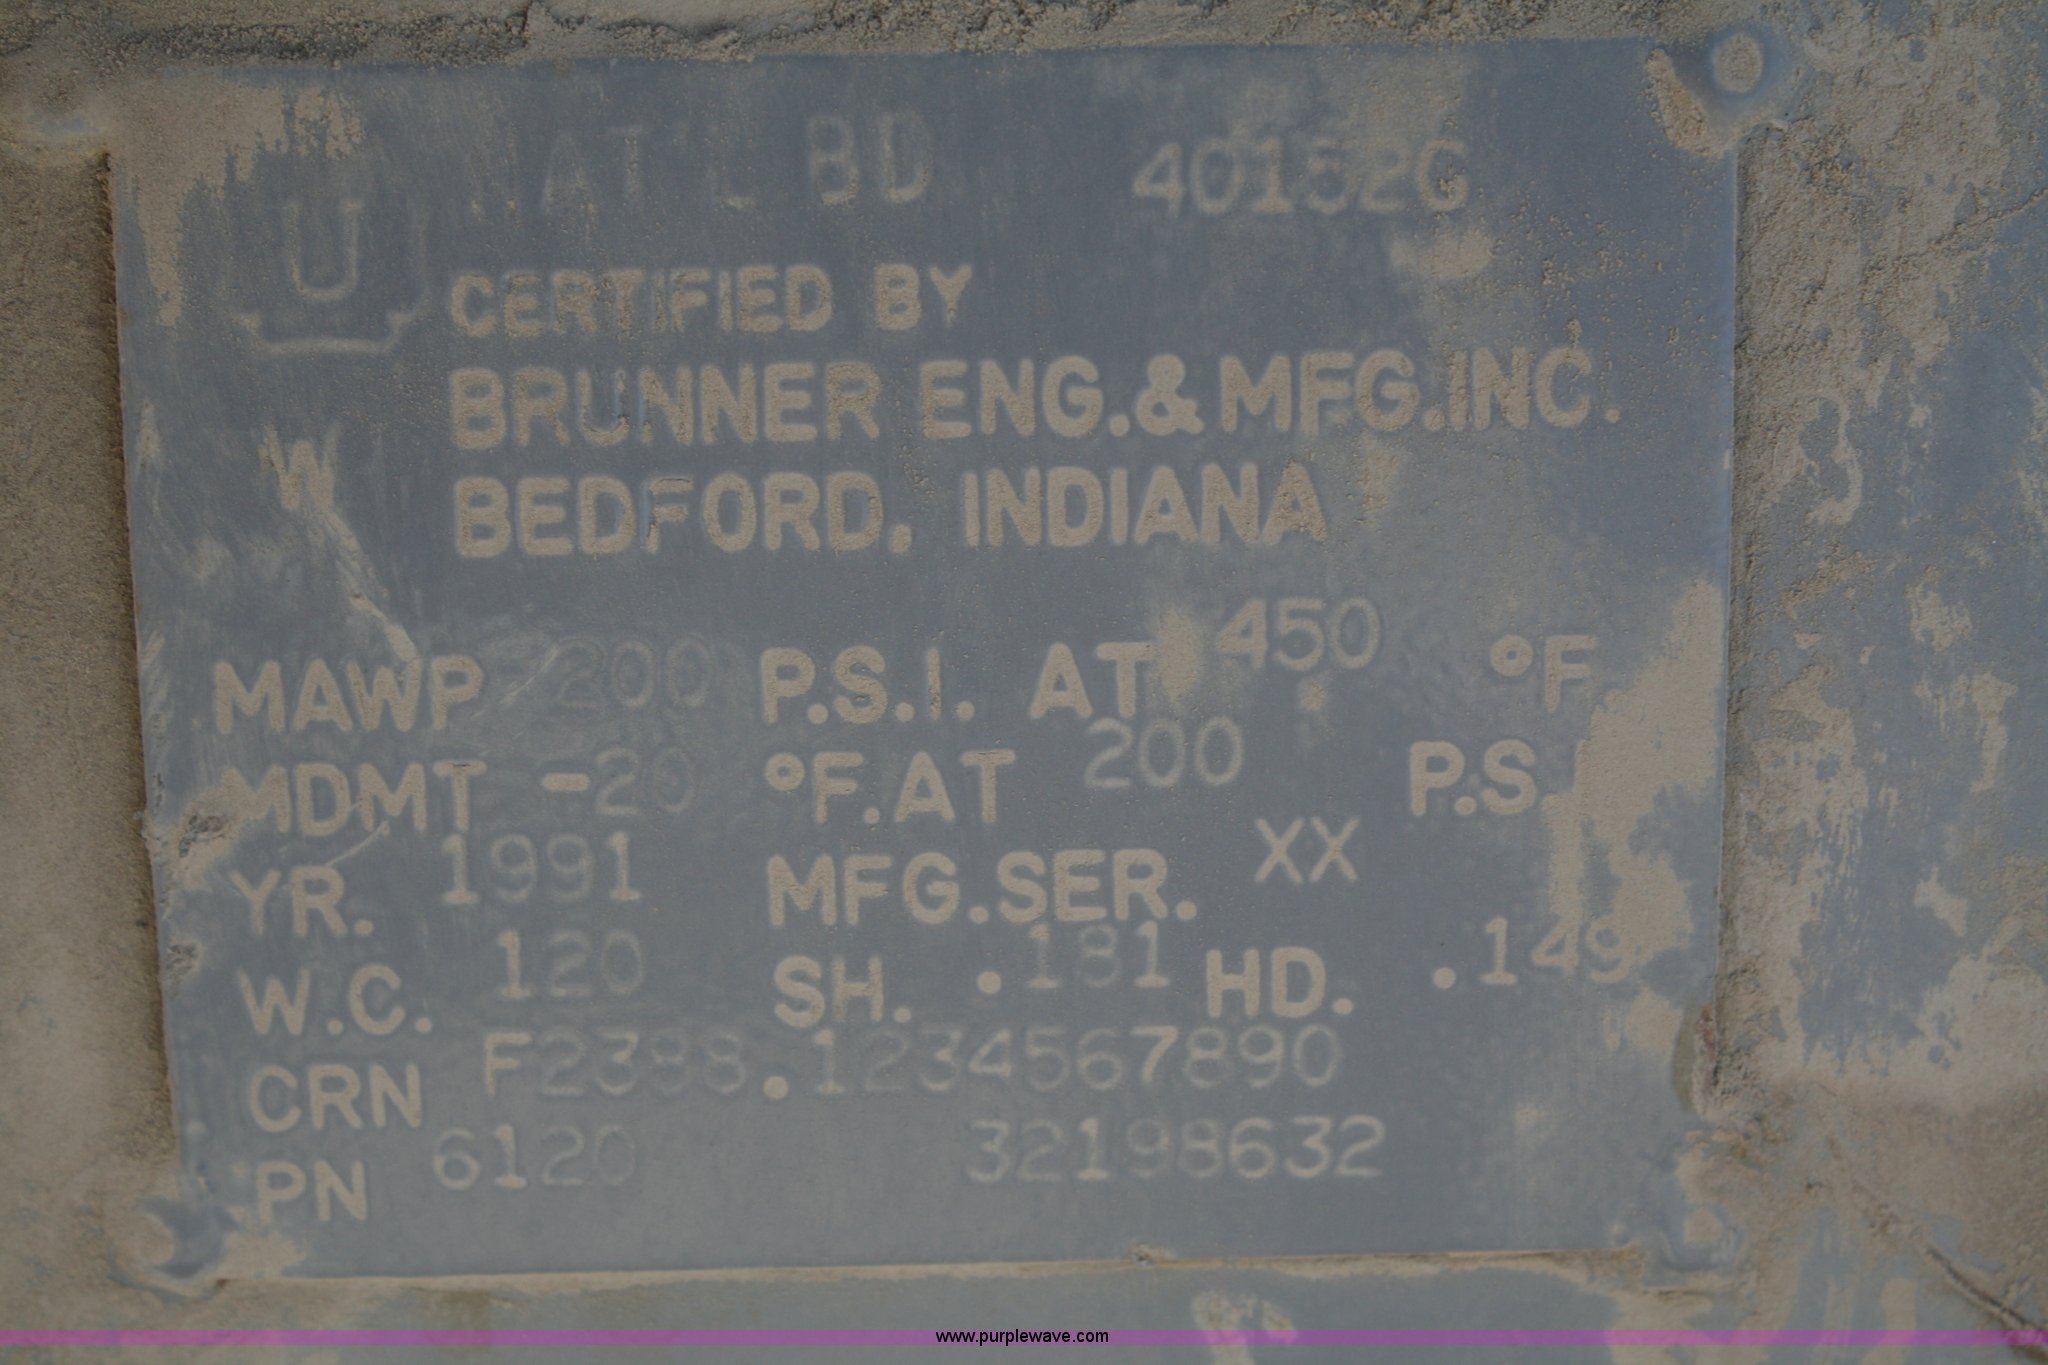 NAT'L BD 401526
U
CERTIFIED BY
BRUNNER ENG.& MFG.INC.
W
BEDFORD, INDIANA
MAWP 200 P.S.I. AT 450 °F
MDMT -20 °F.AT 200 P.S.I
YR. 1991 MFG.SER. XX
W.C. 120 SH. .181 HD. .149
CRN F2388.1234567890
PN 6120 32198632
www.purplewave.com